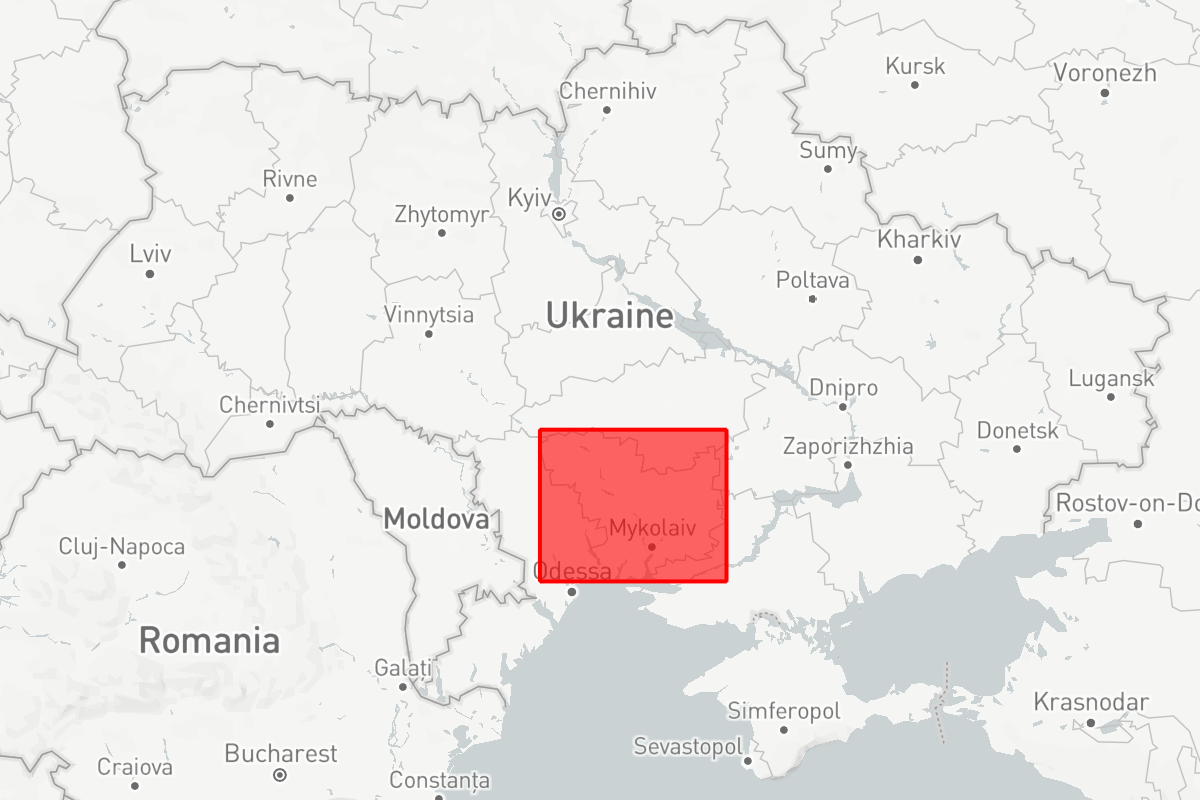 Kursk
Voronezh
Chernihiv
Sumy
Rivne
Kyiv
Zhytomyr
Kharkiv
Lviv
Poltava
Vinnytsia
Ukraine
Lugansk
Dnipro
Chernivtsi
Donetsk
Zaporizhzhia
Rostov-on-Do
Moldova
Mykolaiv
Cluj-Napoca
Odessa
Romania
Galați
Krasnodar
Simferopol
Sevastopol
Bucharest
Craiova
Constanța